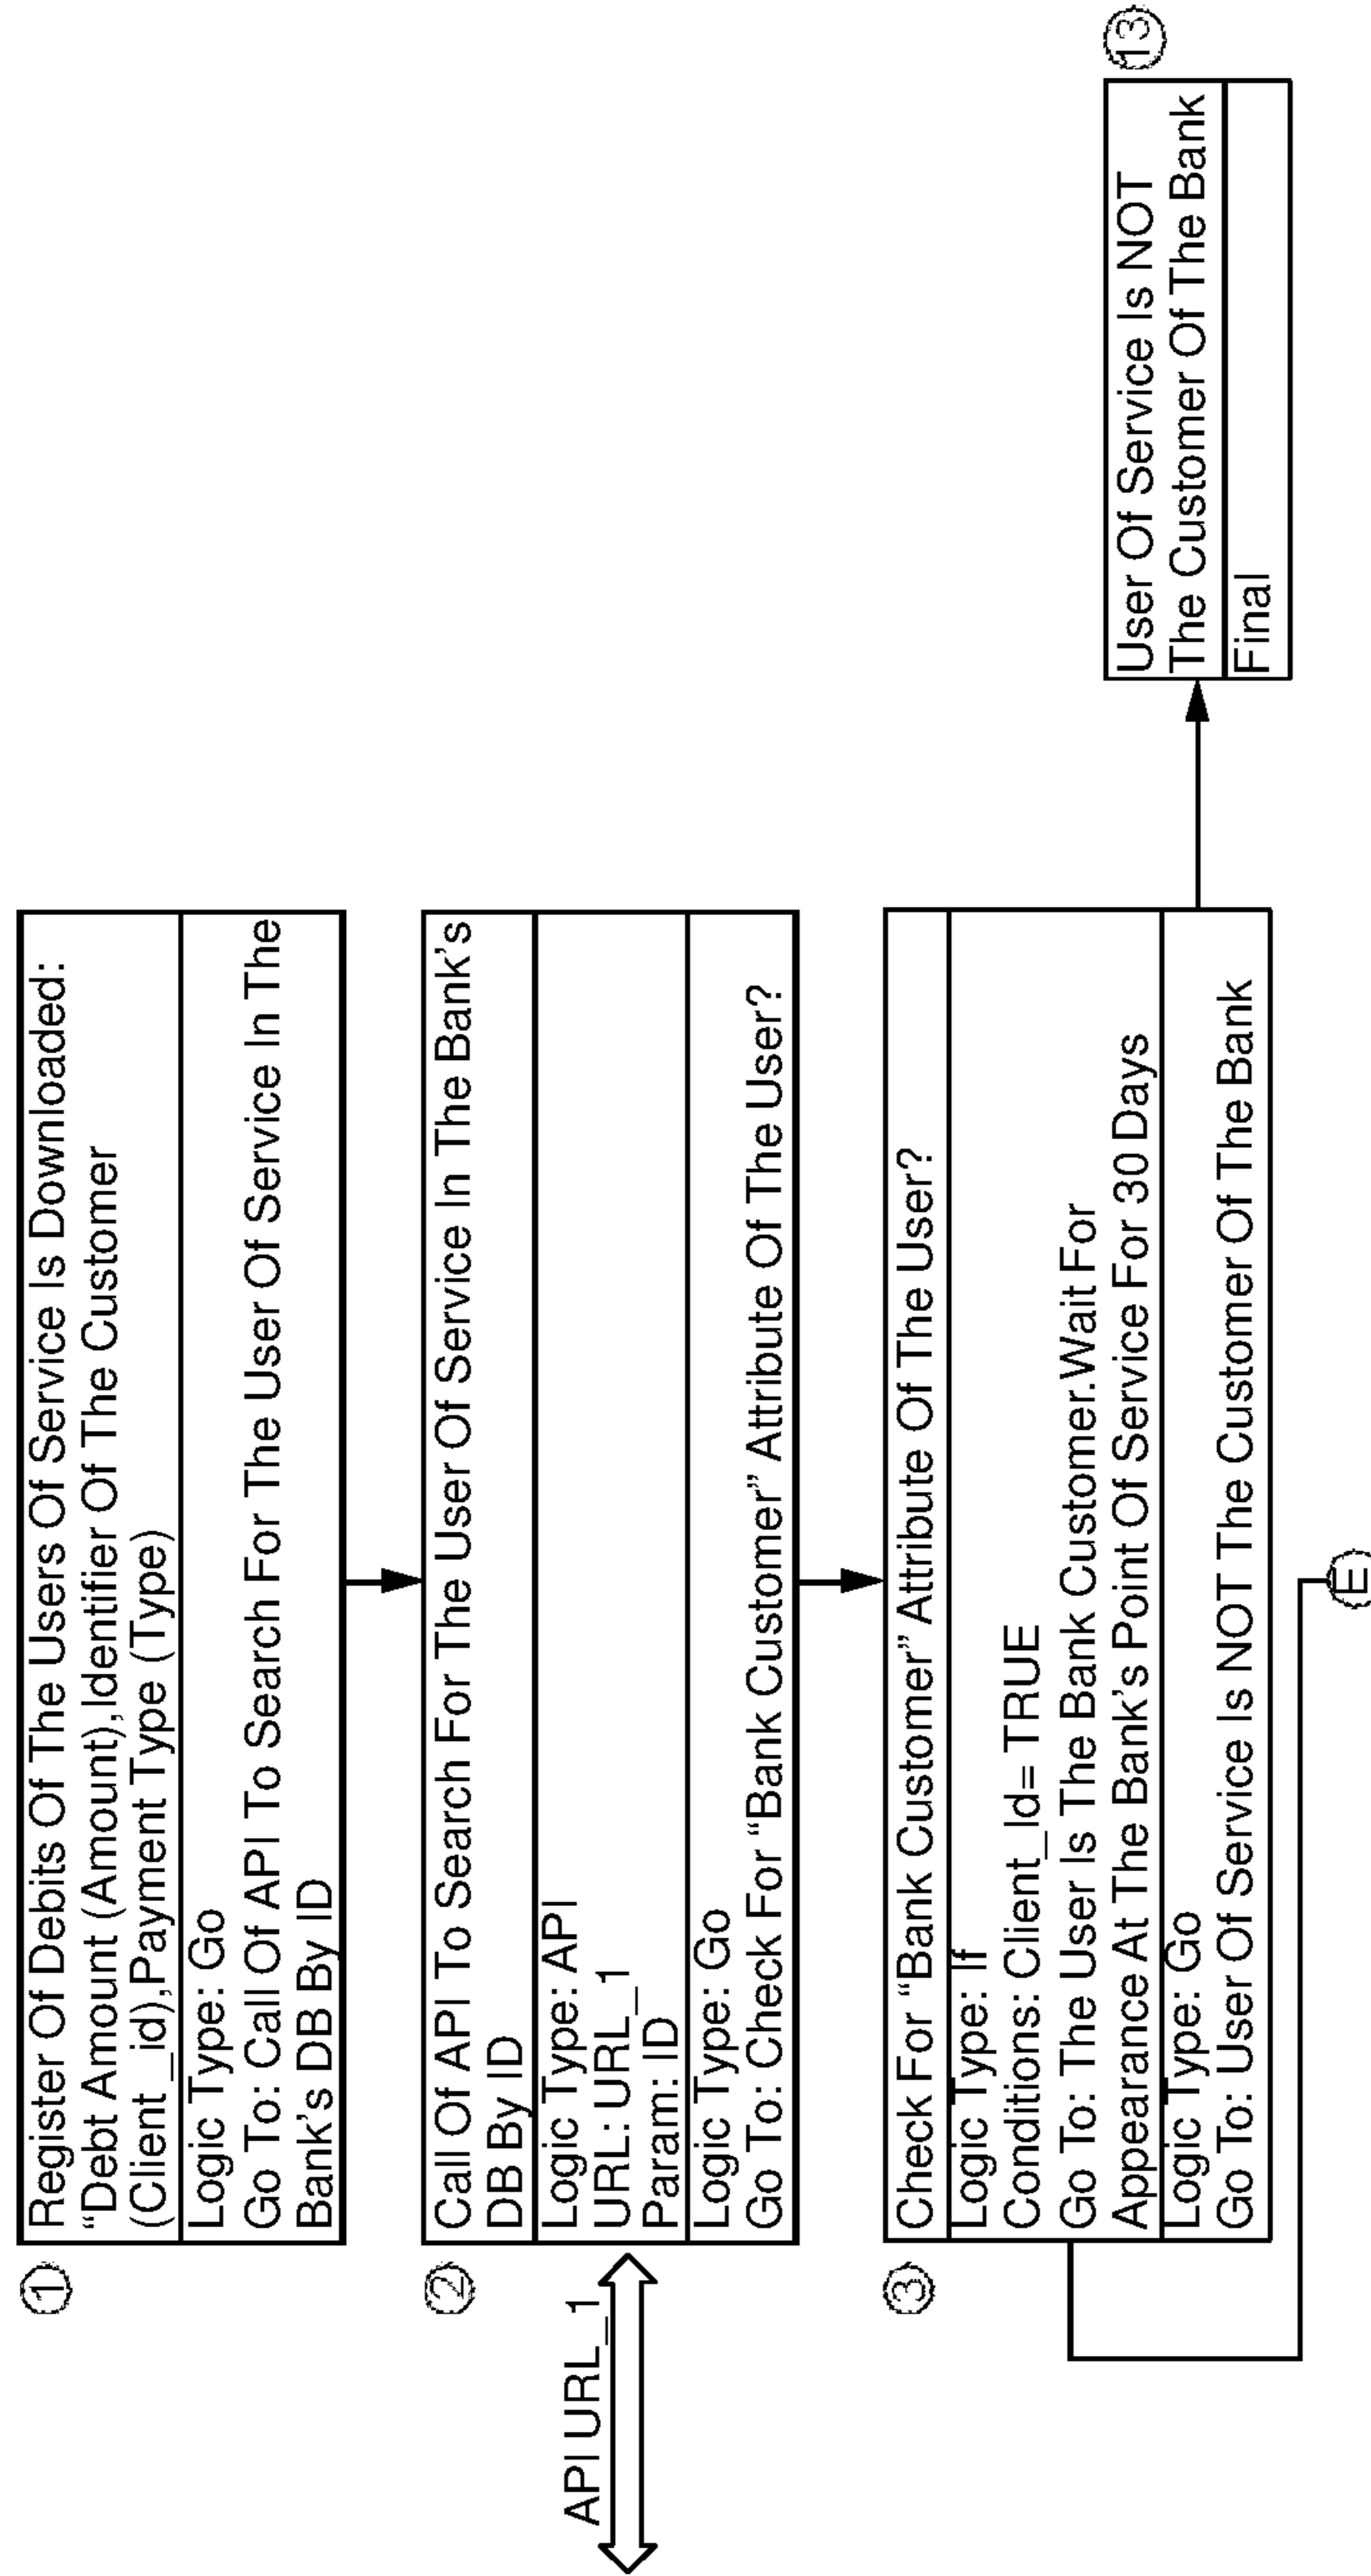 ①
Register Of Debits Of The Users Of Service Is Downloaded:
“Debt Amount (Amount),Identifier Of The Customer
(Client_id),Payment Type (Type)
Logic Type: Go
Go To: Call Of API To Search For The User Of Service In The
Bank’s DB By ID
②
API URL_1
Call Of API To Search For The User Of Service In The Bank’s
DB By ID
Logic Type: API
URL: URL_1
Param: ID
Logic Type: Go
Go To: Check For “Bank Customer” Attribute Of The User?
③
Check For “Bank Customer” Attribute Of The User?
Logic Type: If
Conditions: Client_Id= TRUE
Go To: The User Is The Bank Customer.Wait For
Appearance At The Bank’s Point Of Service For 30 Days
Logic Type: Go
Go To: User Of Service Is NOT The Customer Of The Bank
⑬
User Of Service Is NOT
The Customer Of The Bank
Final
E